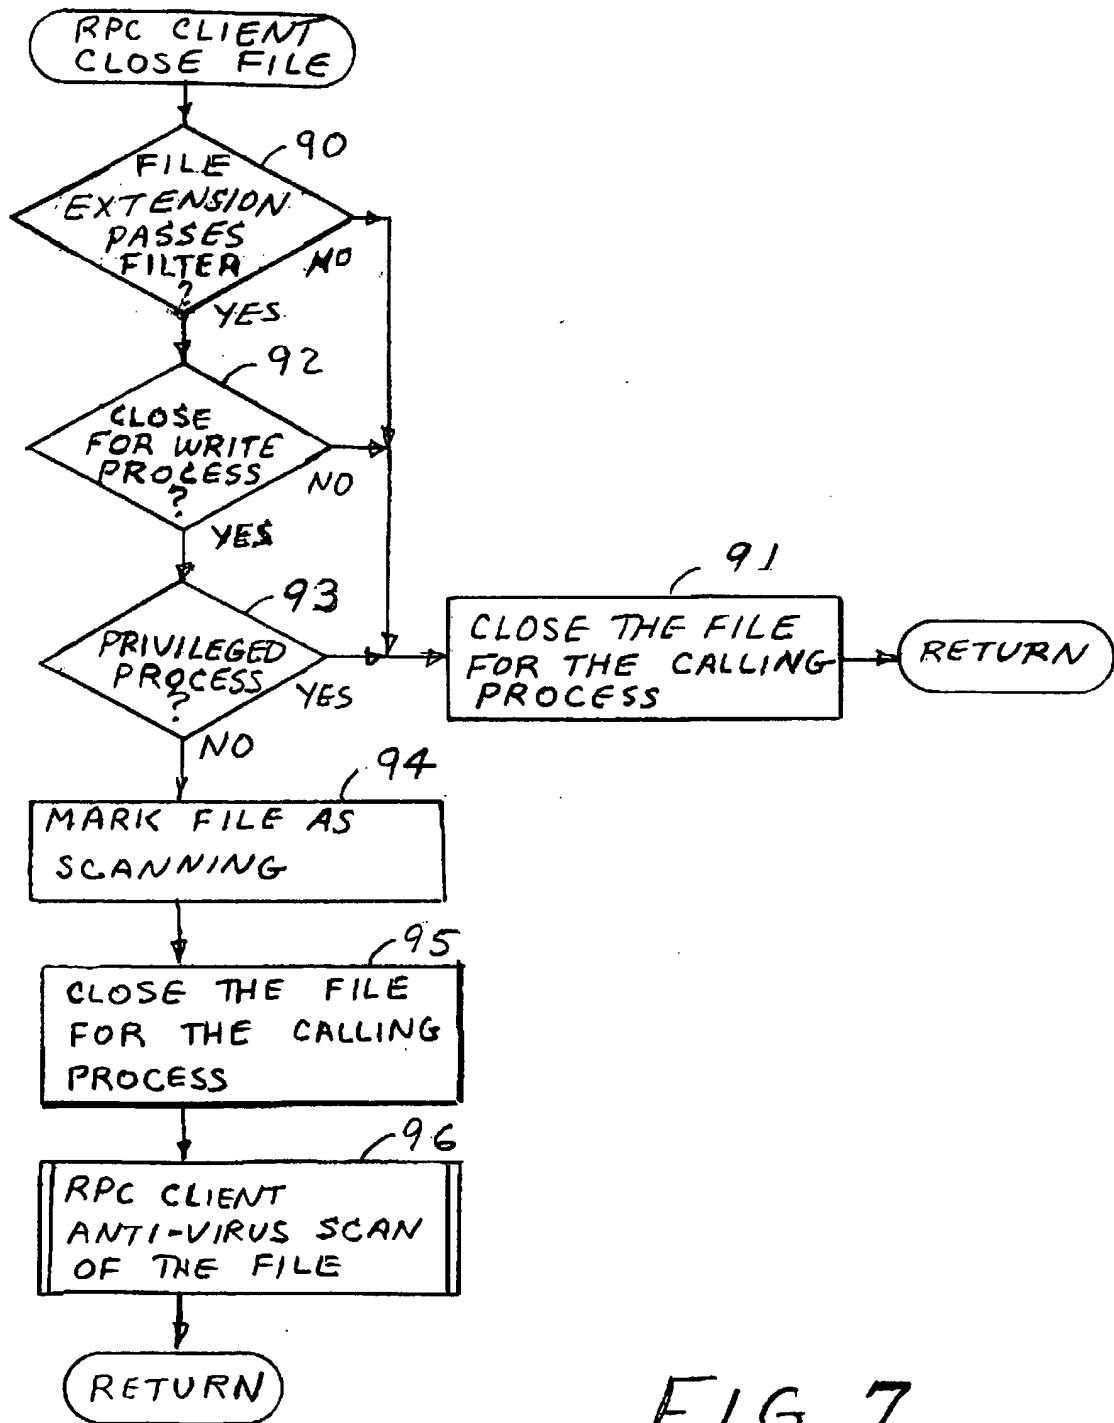 RPC CLIENT
CLOSE FILE
90
FILE
EXTENSION
PASSES
FILTER
?
NO
YES
92
CLOSE
FOR WRITE
PROCESS
?
NO
YES
93
PRIVILEGED
PROCESS
?
YES
NO
91
CLOSE THE FILE
FOR THE CALLING
PROCESS
RETURN
94
MARK FILE AS
SCANNING
95
CLOSE THE FILE
FOR THE CALLING
PROCESS
96
RPC CLIENT
ANTI-VIRUS SCAN
OF THE FILE
RETURN
FIG. 7